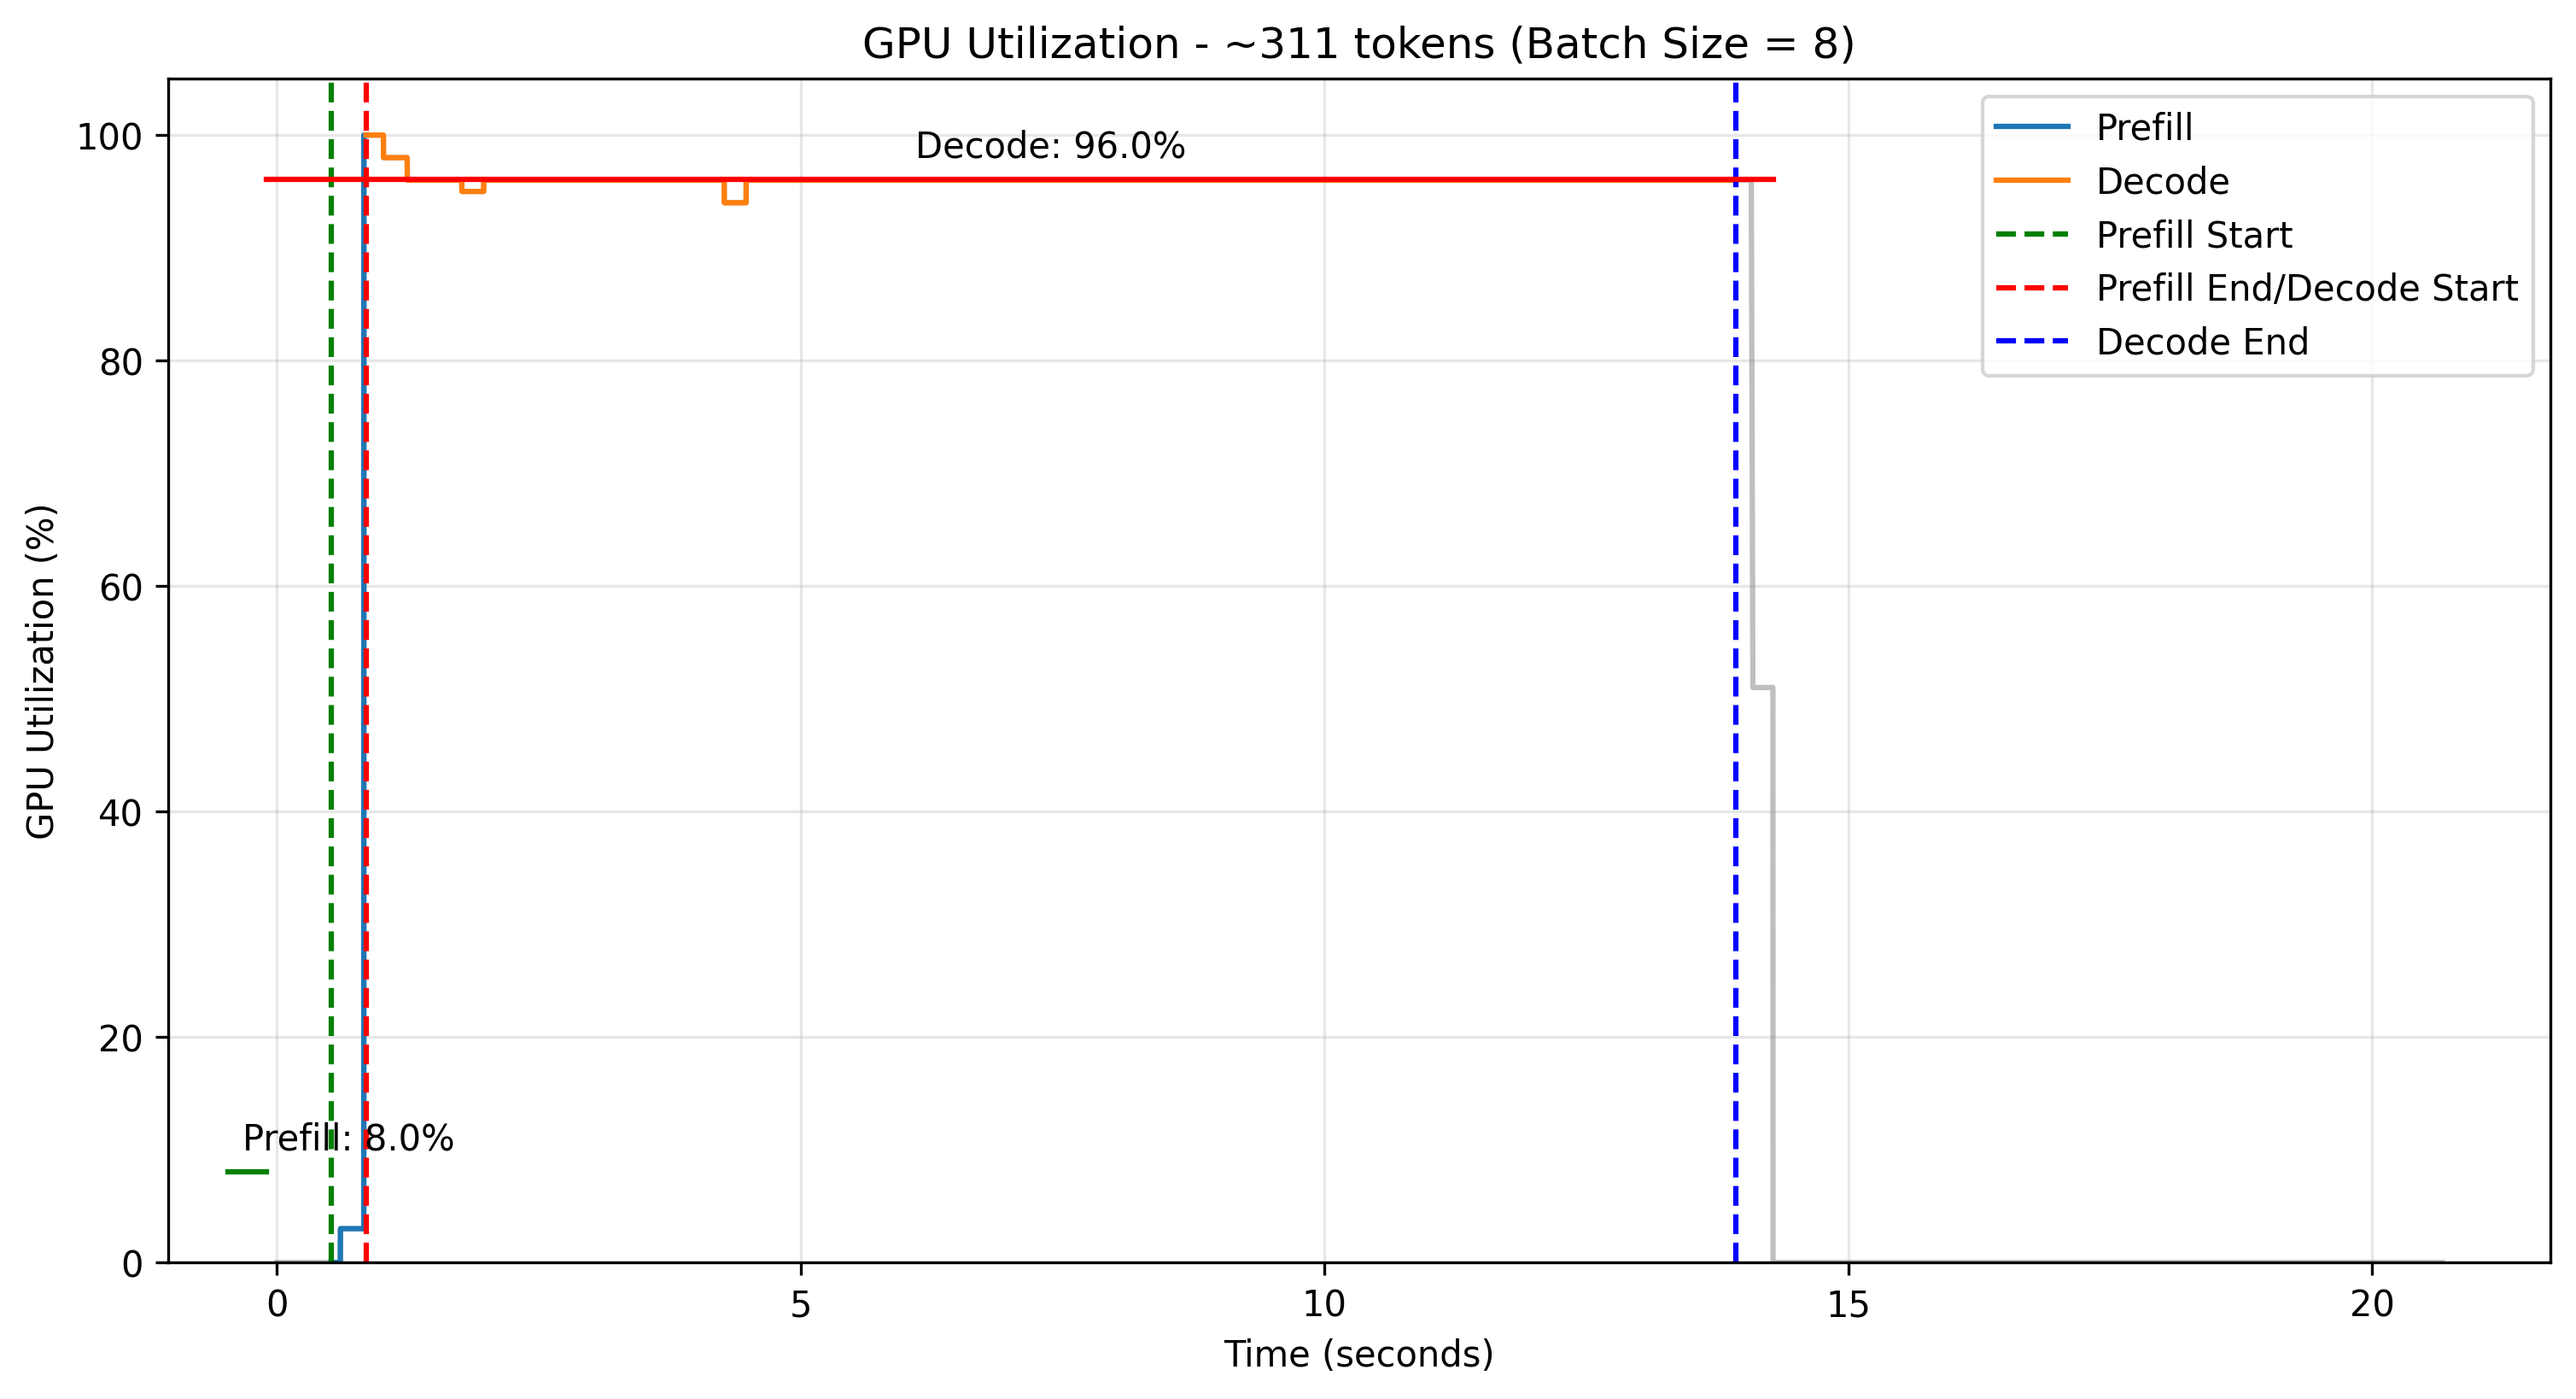 GPU Utilization - ~311 tokens (Batch Size = 8)
GPU Utilization (%)
100
80
60
40
20
0
Decode: 96.0%
Prefill: 8.0%
Prefill
Decode
Prefill Start
Prefill End/Decode Start
Decode End
0 5 10 15 20
Time (seconds)